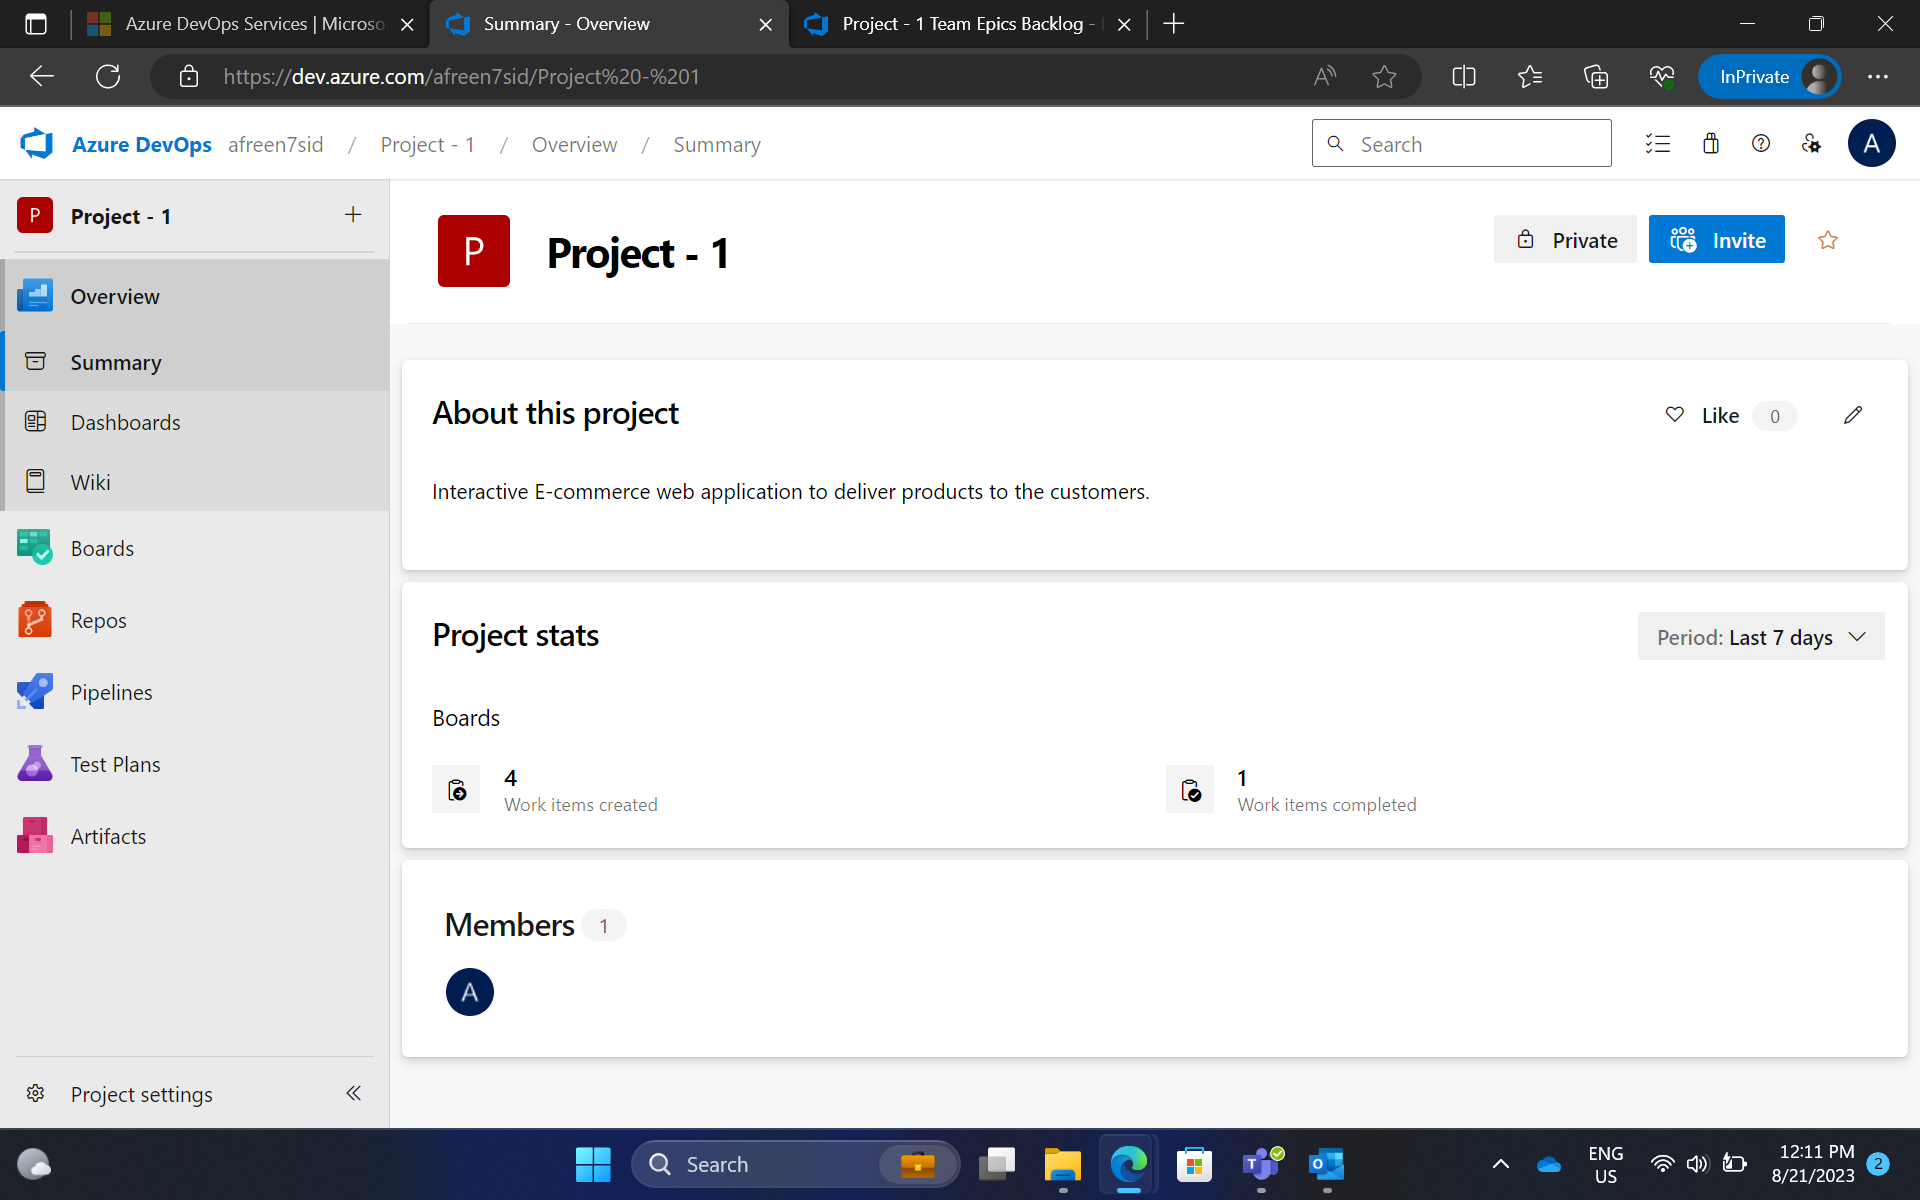 Azure DevOps Services | Microso
Summary - Overview
Project - 1 Team Epics Backlog -
https://dev.azure.com/afreen7sid/Project%20-%201
InPrivate
Azure DevOps
afreen7sid / Project - 1 / Overview / Summary
Search
A
P
Project - 1
Overview
Summary
Dashboards
Wiki
Boards
Repos
Pipelines
Test Plans
Artifacts
Project settings
P
Project - 1
Private
Invite
About this project
Like 0
Interactive E-commerce web application to deliver products to the customers.
Project stats
Period: Last 7 days
Boards
4
Work items created
1
Work items completed
Members 1
A
Search
ENG
US
12:11 PM
8/21/2023
2